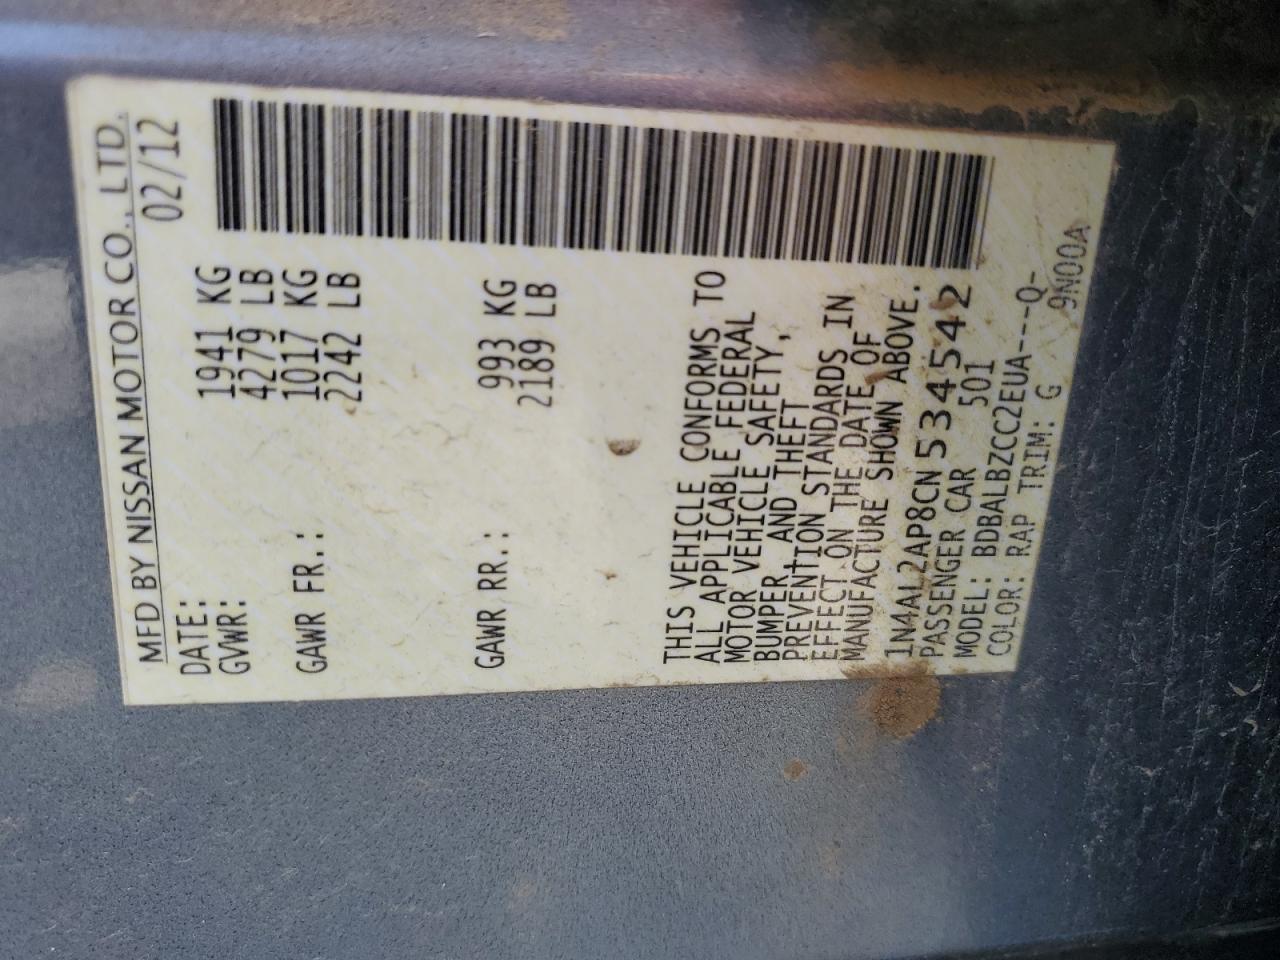 MFD BY NISSAN MOTOR CO., LTD.
DATE: 02/12
GVWR: 1941 KG
4279 LB
GAWR FR.: 1017 KG
2242 LB
GAWR RR.: 993 KG
2189 LB
THIS VEHICLE CONFORMS TO
ALL APPLICABLE FEDERAL
MOTOR VEHICLE SAFETY,
BUMPER, AND THEFT
PREVENTION STANDARDS IN
EFFECT ON THE DATE OF
MANUFACTURE SHOWN ABOVE.
1N4AL2AP8CN534542
PASSENGER CAR 501
MODEL: BDBALBZCC2EUA---Q-
COLOR: RAP TRIM: G 9N00A